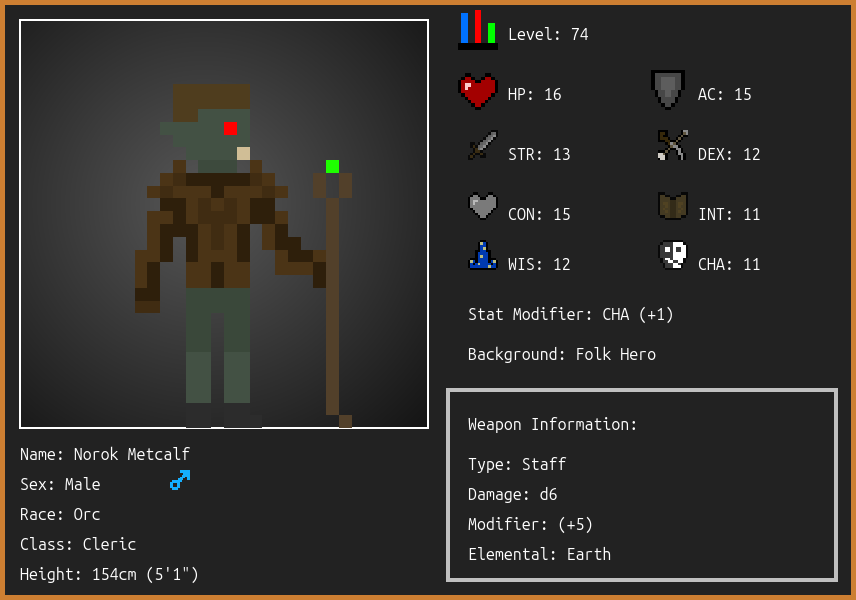 Level: 74
HP: 16
AC: 15
STR: 13
DEX: 12
CON: 15
INT: 11
WIS: 12
CHA: 11
Stat Modifier: CHA (+1)
Background: Folk Hero
Weapon Information:
Type: Staff
Damage: d6
Modifier: (+5)
Elemental: Earth
Name: Norok Metcalf
Sex: Male
Race: Orc
Class: Cleric
Height: 154cm (5'1")